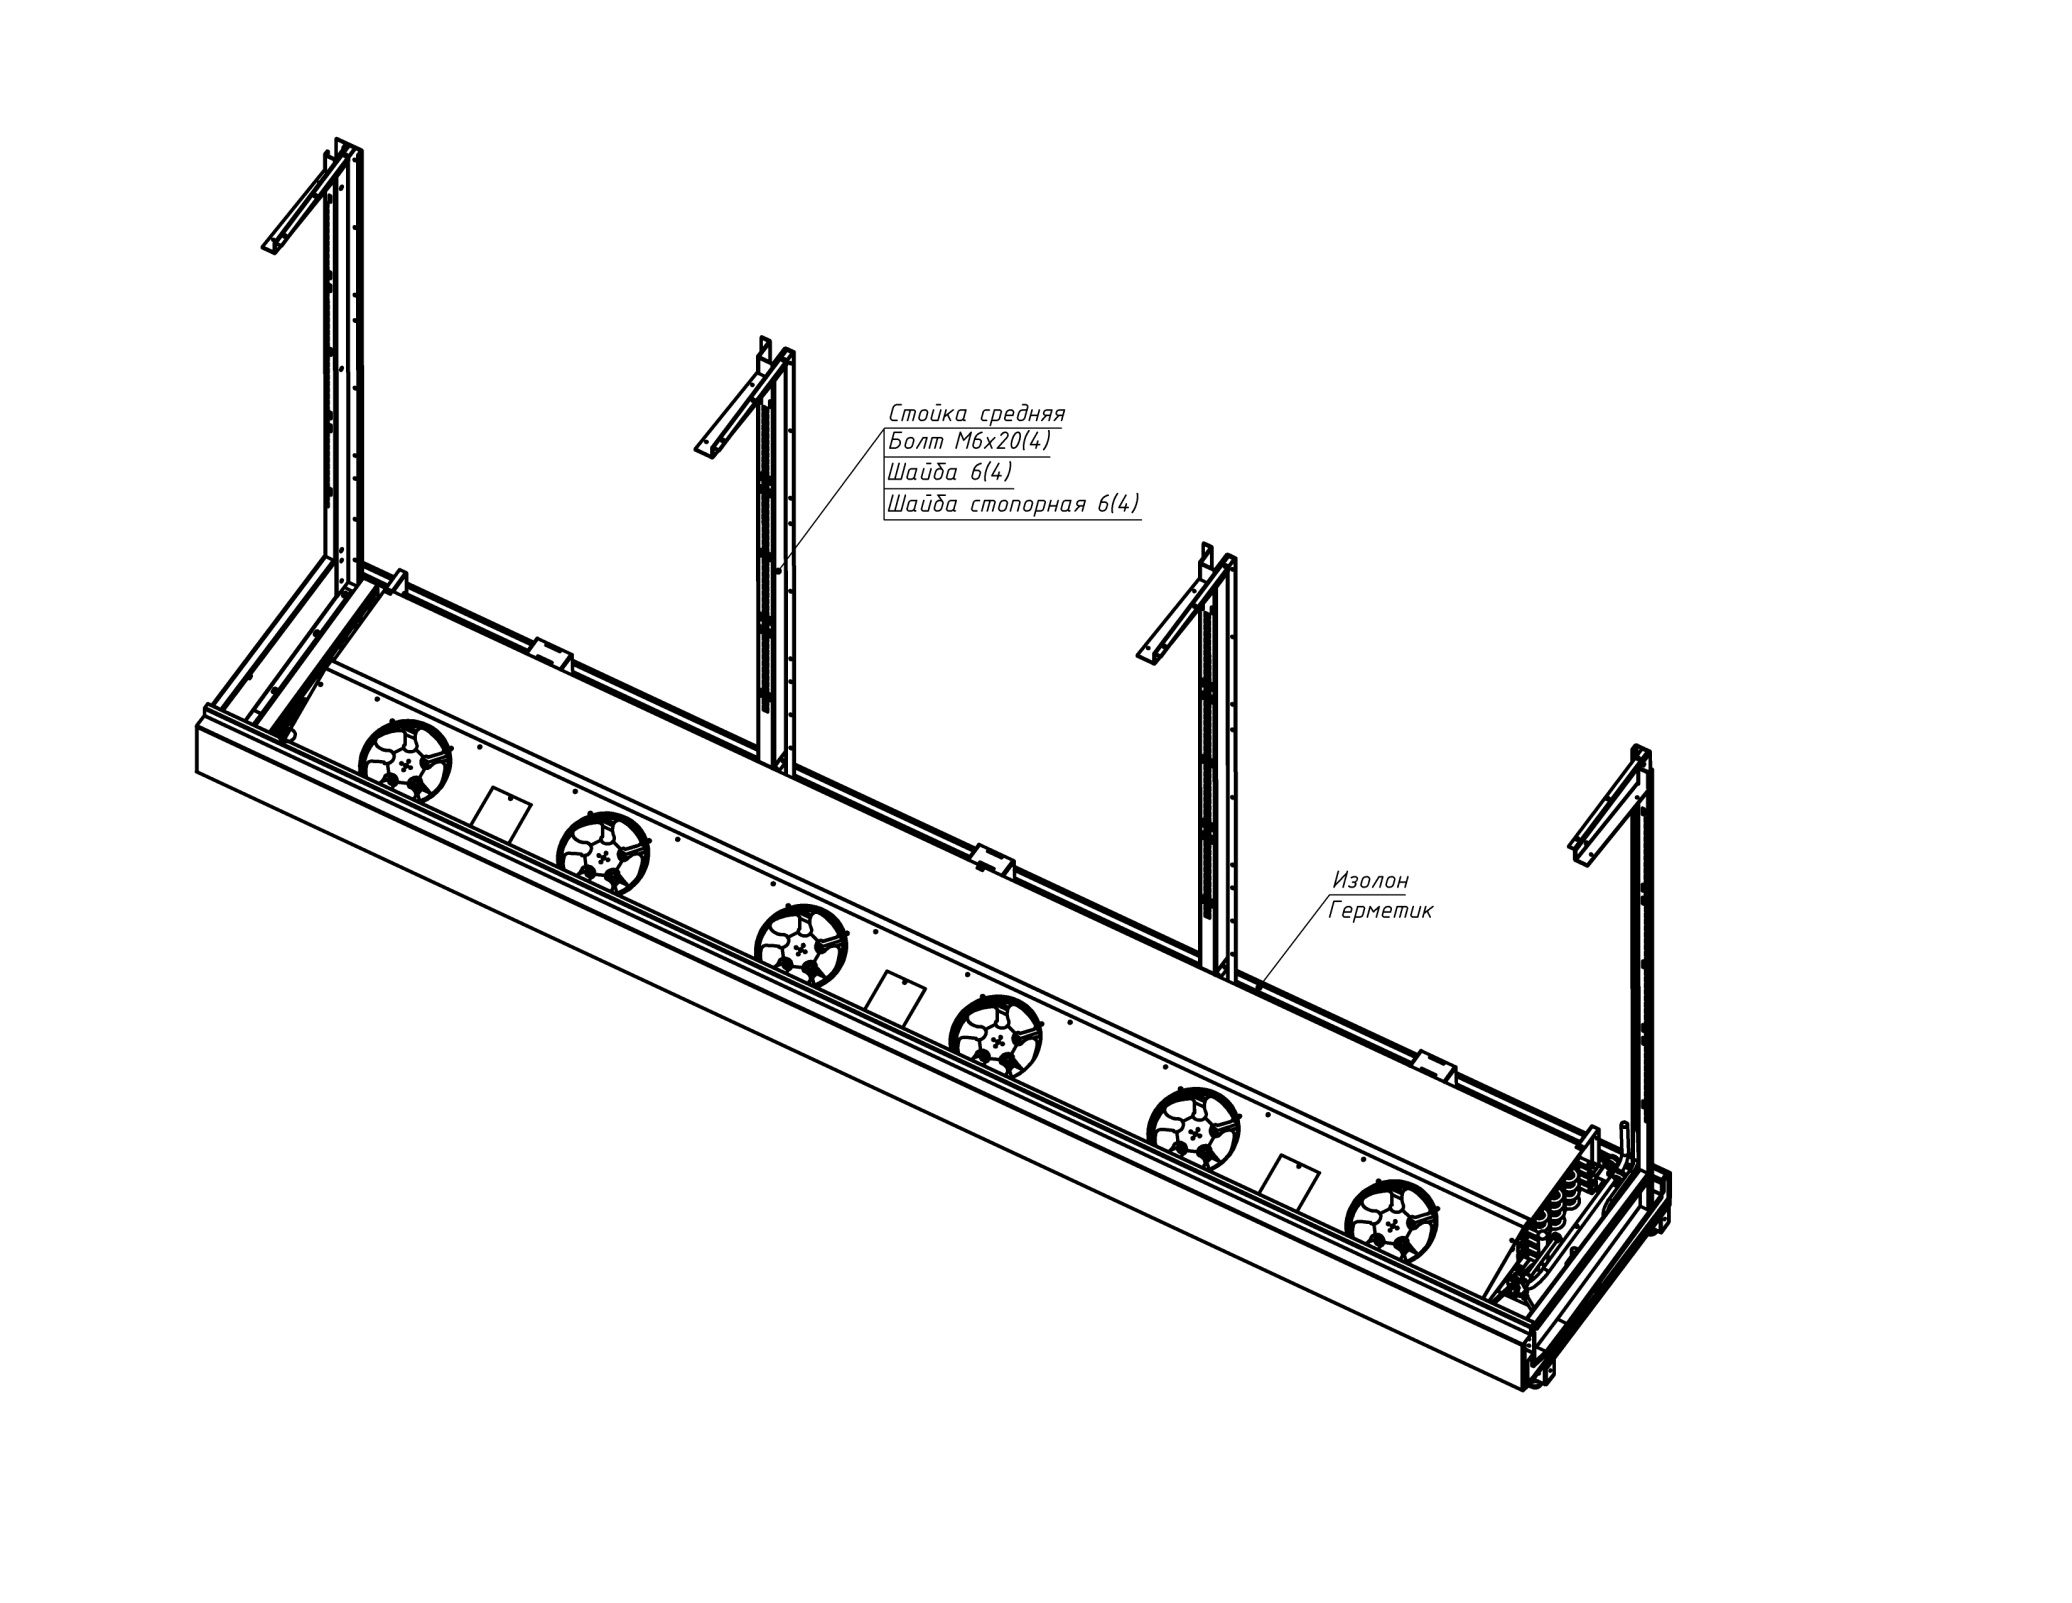 Стойка средняя
Болт М6х20(4)
Шайба 6(4)
Шайба стопорная 6(4)
Изолон
Герметик